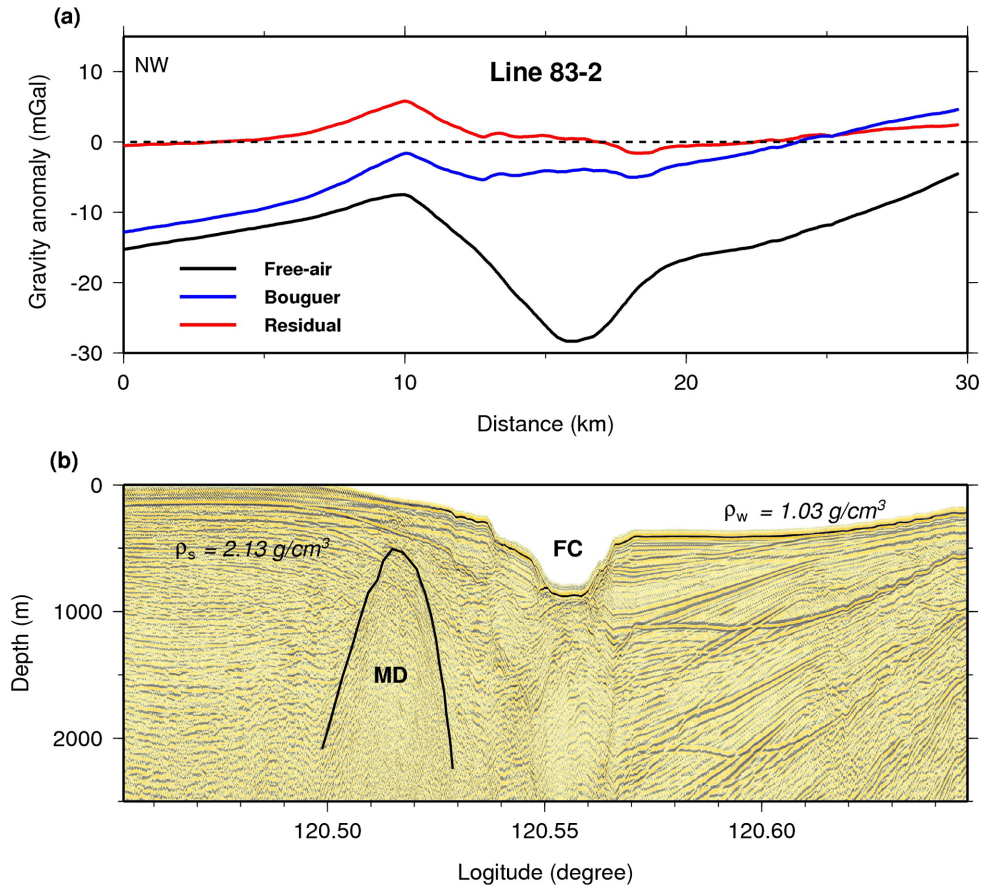 (a)
NW
Line 83-2
Gravity anomaly (mGal)
10
0
-10
-20
-30
Free-air
Bouguer
Residual
0 10 20 30
Distance (km)
(b)
0
1000
2000
Depth (m)
ρs = 2.13 g/cm³
ρw = 1.03 g/cm³
FC
MD
120.50 120.55 120.60
Logitude (degree)